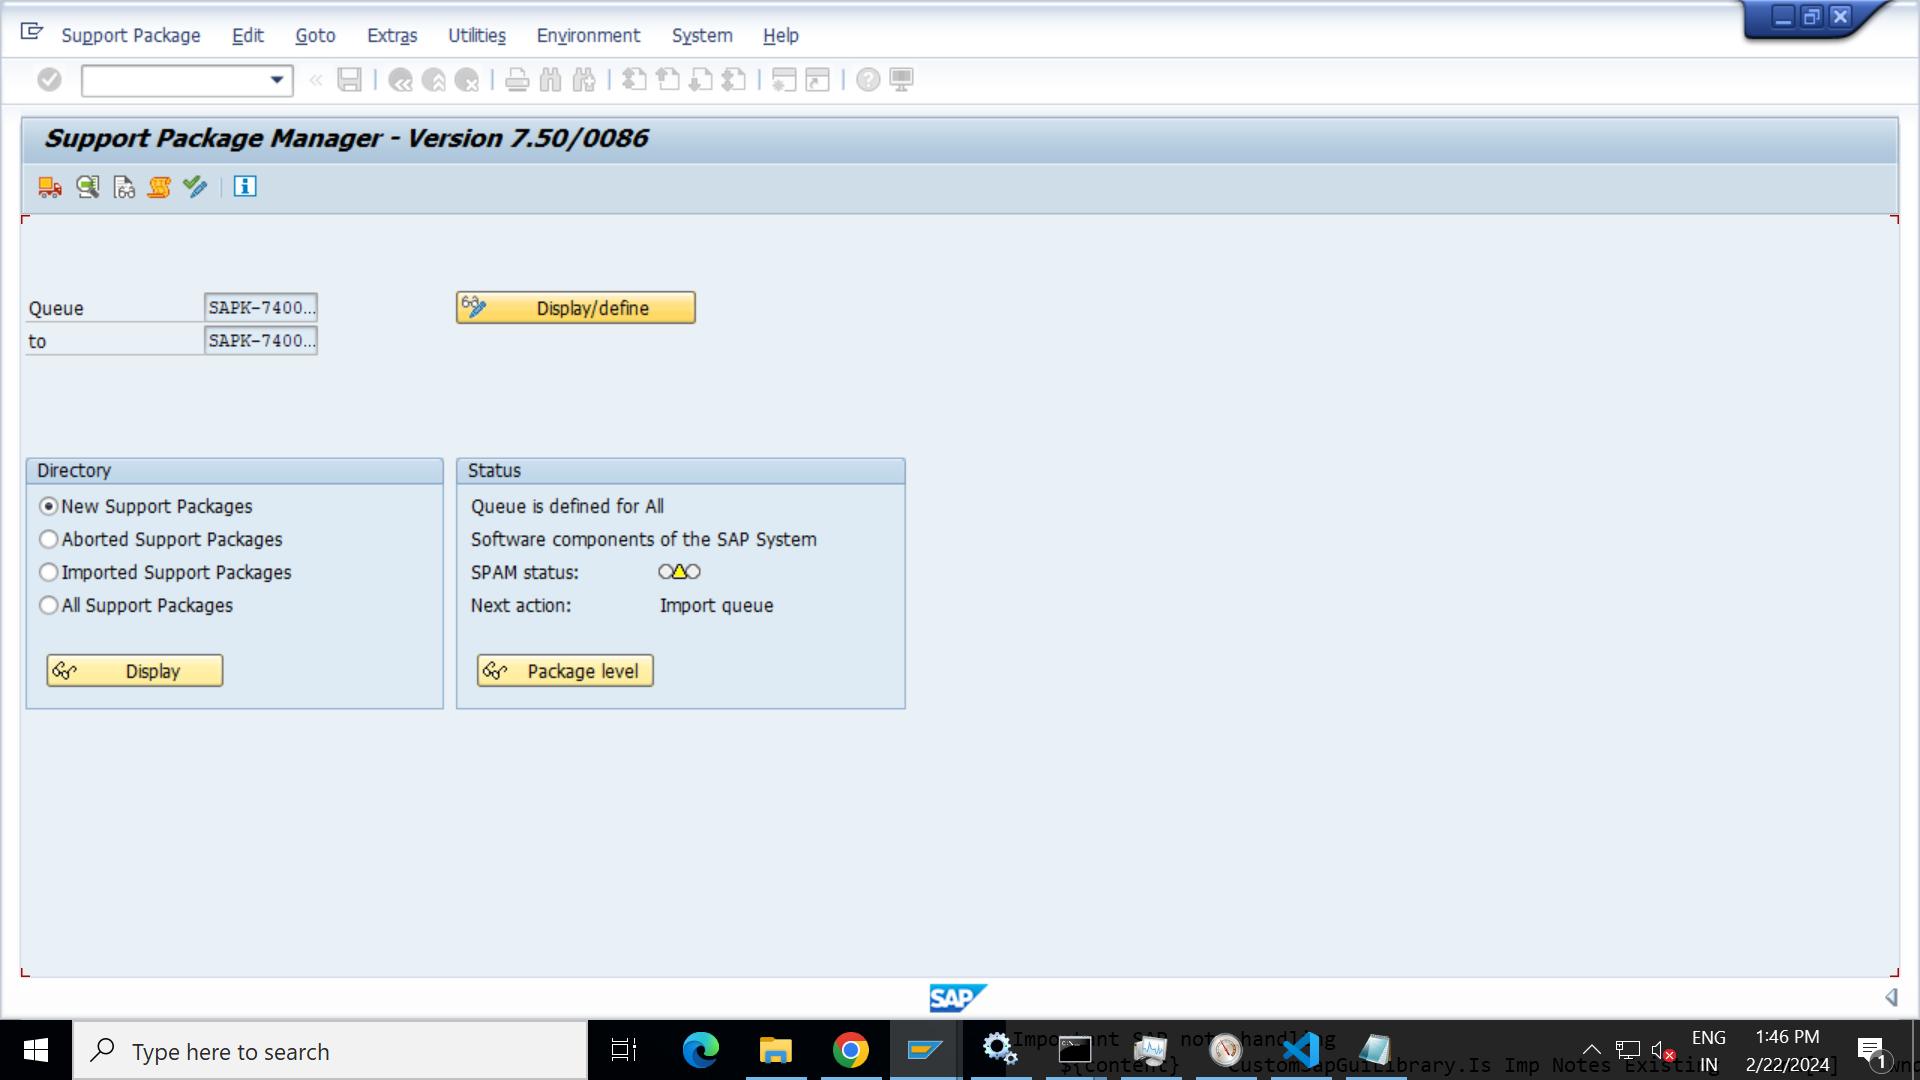 Support Package Edit Goto Extras Utilities Environment System Help
Support Package Manager - Version 7.50/0086
Queue SAPK-7400... Display/define
to SAPK-7400...
Directory
New Support Packages
Aborted Support Packages
Imported Support Packages
All Support Packages
Display
Status
Queue is defined for All
Software components of the SAP System
SPAM status:
Next action: Import queue
Package level
SAP
Type here to search
Important SAP note handling
${content} CustomSapGuiLibrary.Is Imp Notes Existing
ENG
IN
1:46 PM
2/22/2024
1